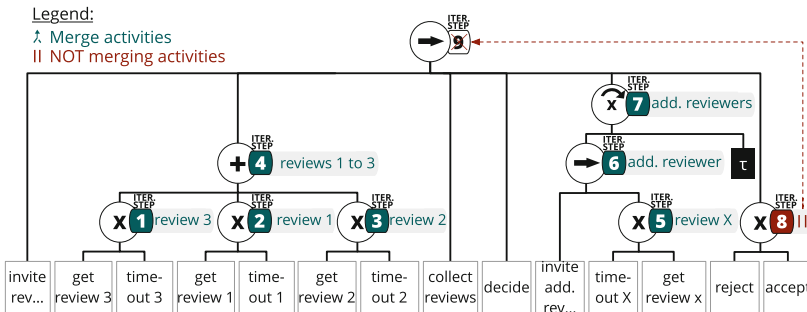 Legend:
Merge activities
II NOT merging activities
ITER.
STEP
9
ITER.
STEP
x
7 add. reviewers
ITER.
STEP
+
4 reviews 1 to 3
ITER.
STEP
6 add. reviewer
τ
ITER.
STEP
X
1 review 3
ITER.
STEP
X
2 review 1
ITER.
STEP
X
3 review 2
ITER.
STEP
X
5 review X
ITER.
STEP
X
8 II
invite
rev...
get
review 3
time-
out 3
get
review 1
time-
out 1
get
review 2
time-
out 2
collect
reviews
decide
invite
add.
rev...
time-
out X
get
review x
reject
accept